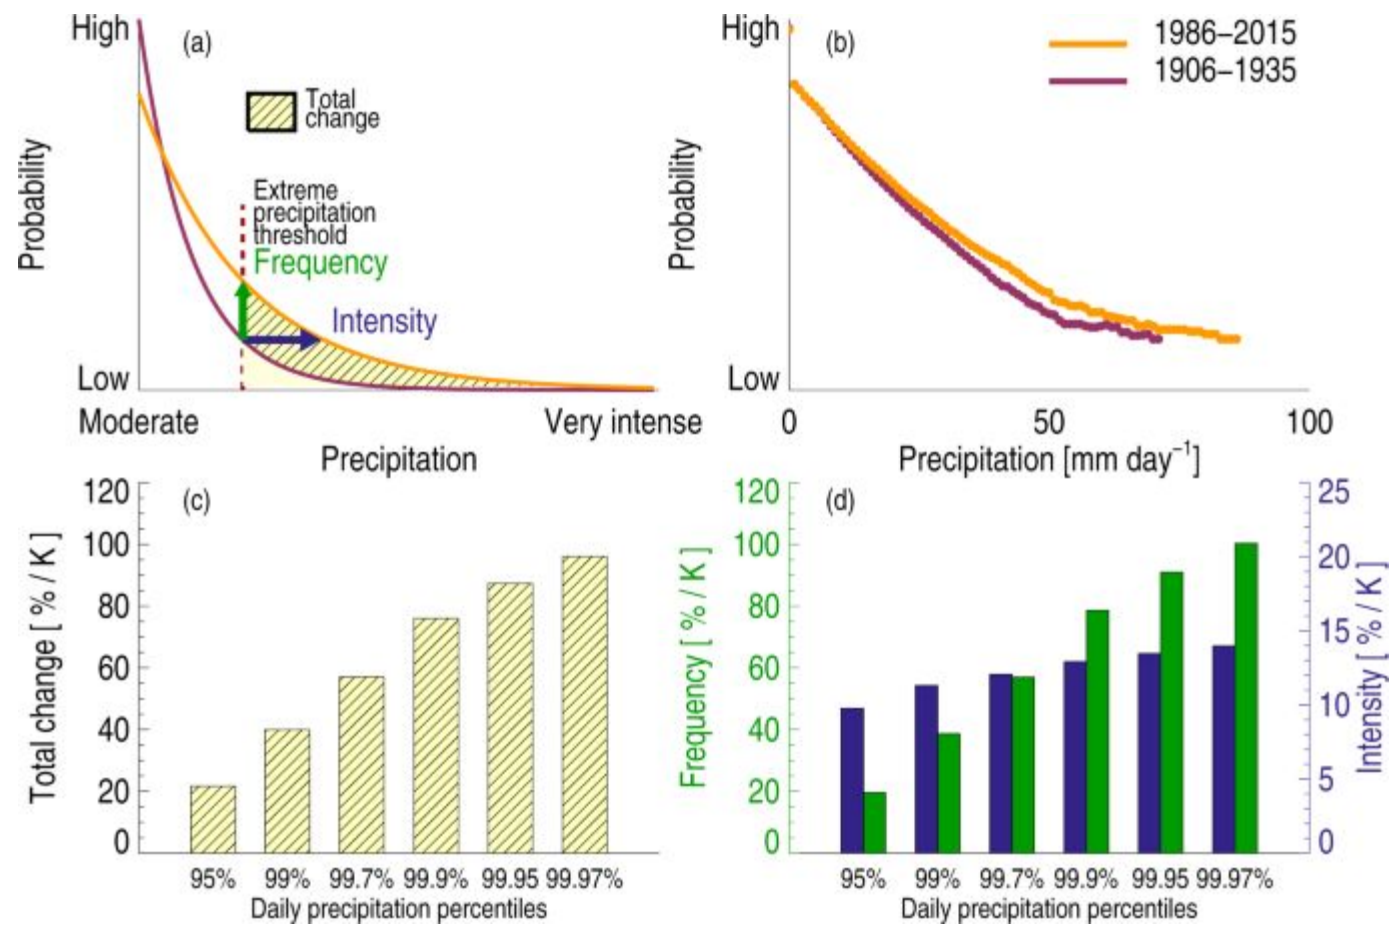 High
(a)
Total
change
Extreme
precipitation
threshold
Frequency
Intensity
Probability
Low
Moderate
Very intense
Precipitation
High
(b)
1986–2015
1906–1935
Probability
Low
0
50
100
Precipitation [mm day⁻¹]
120
(c)
100
80
60
40
20
0
Total change [ % / K ]
95% 99% 99.7% 99.9% 99.95 99.97%
Daily precipitation percentiles
120
(d)
100
80
60
40
20
0
Frequency [ % / K ]
25
20
15
10
5
0
Intensity [ % / K ]
95% 99% 99.7% 99.9% 99.95 99.97%
Daily precipitation percentiles